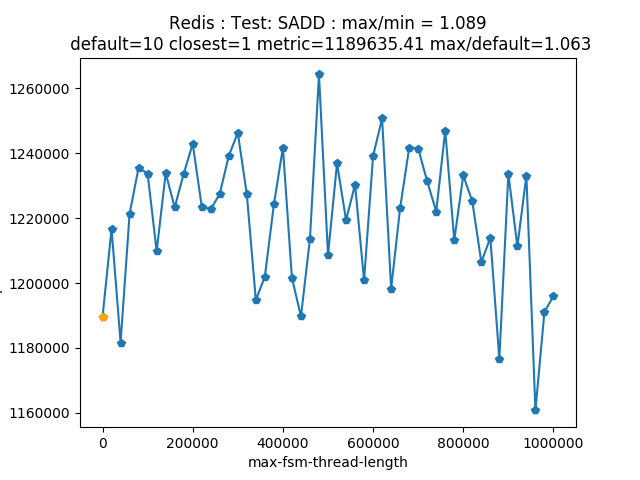 Redis : Test: SADD : max/min = 1.089
default=10 closest=1 metric=1189635.41 max/default=1.063
1260000
1240000
1220000
1200000
1180000
1160000
0 200000 400000 600000 800000 1000000
max-fsm-thread-length